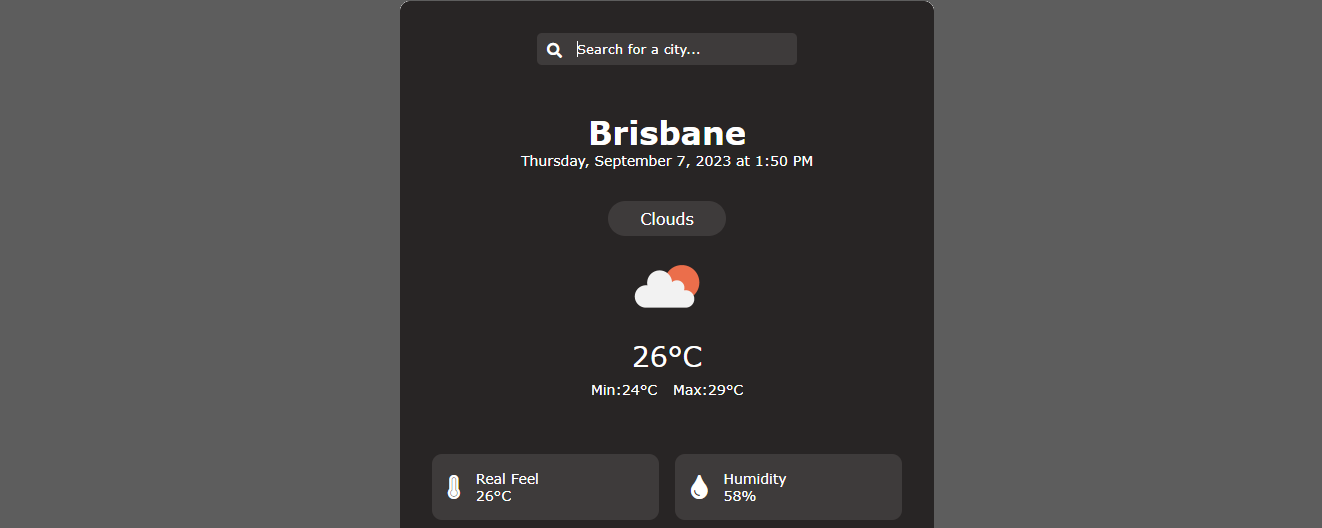 Search for a city...
Brisbane
Thursday, September 7, 2023 at 1:50 PM
Clouds
26°C
Min:24°C Max:29°C
Real Feel
26°C
Humidity
58%